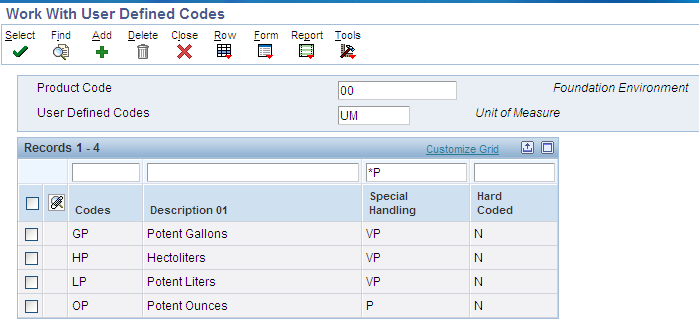 Work With User Defined Codes
Select Find Add Delete Close Row Form Report Tools
Product Code 00 Foundation Environment
User Defined Codes UM Unit of Measure
Records 1 - 4 Customize Grid
*P
Codes Description 01 Special Handling Hard Coded
GP Potent Gallons VP N
HP Hectoliters VP N
LP Potent Liters VP N
OP Potent Ounces P N